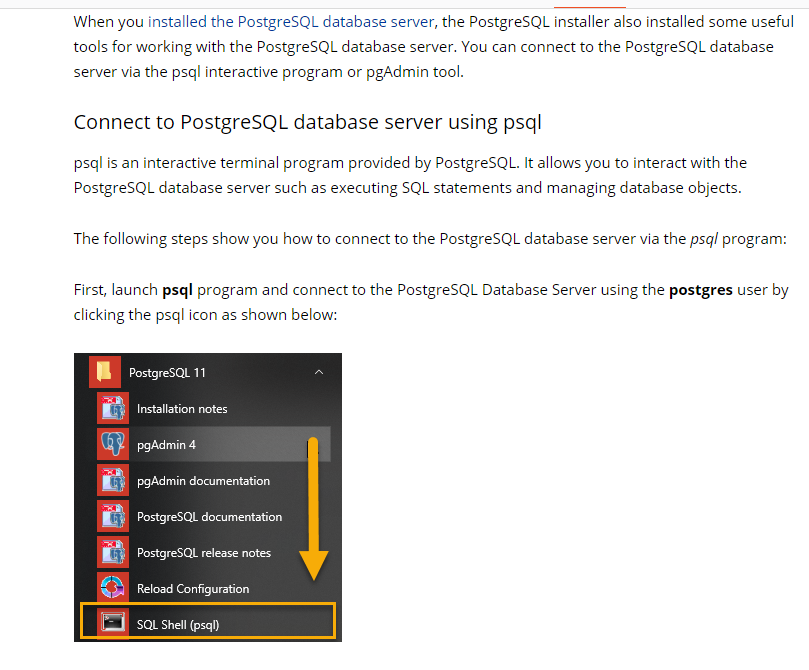 When you installed the PostgreSQL database server, the PostgreSQL installer also installed some useful
tools for working with the PostgreSQL database server. You can connect to the PostgreSQL database
server via the psql interactive program or pgAdmin tool.
Connect to PostgreSQL database server using psql
psql is an interactive terminal program provided by PostgreSQL. It allows you to interact with the
PostgreSQL database server such as executing SQL statements and managing database objects.
The following steps show you how to connect to the PostgreSQL database server via the psql program:
First, launch psql program and connect to the PostgreSQL Database Server using the postgres user by
clicking the psql icon as shown below:
PostgreSQL 11
Installation notes
pgAdmin 4
pgAdmin documentation
PostgreSQL documentation
PostgreSQL release notes
Reload Configuration
SQL Shell (psql)